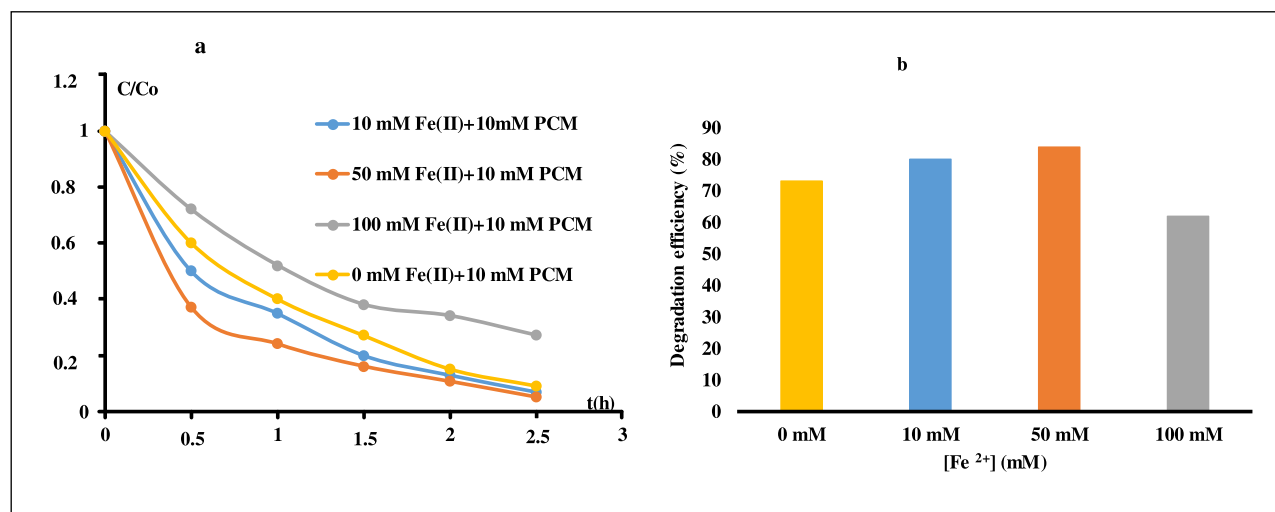 a
1.2
C/Co
1
0.8
0.6
0.4
0.2
0
0
0.5
1
1.5
2
2.5
3
t(h)
10 mM Fe(II)+10mM PCM
50 mM Fe(II)+10 mM PCM
100 mM Fe(II)+10 mM PCM
0 mM Fe(II)+10 mM PCM
b
Degradation efficiency (%)
90
80
70
60
50
40
30
20
10
0
0 mM
10 mM
50 mM
100 mM
[Fe ²⁺] (mM)